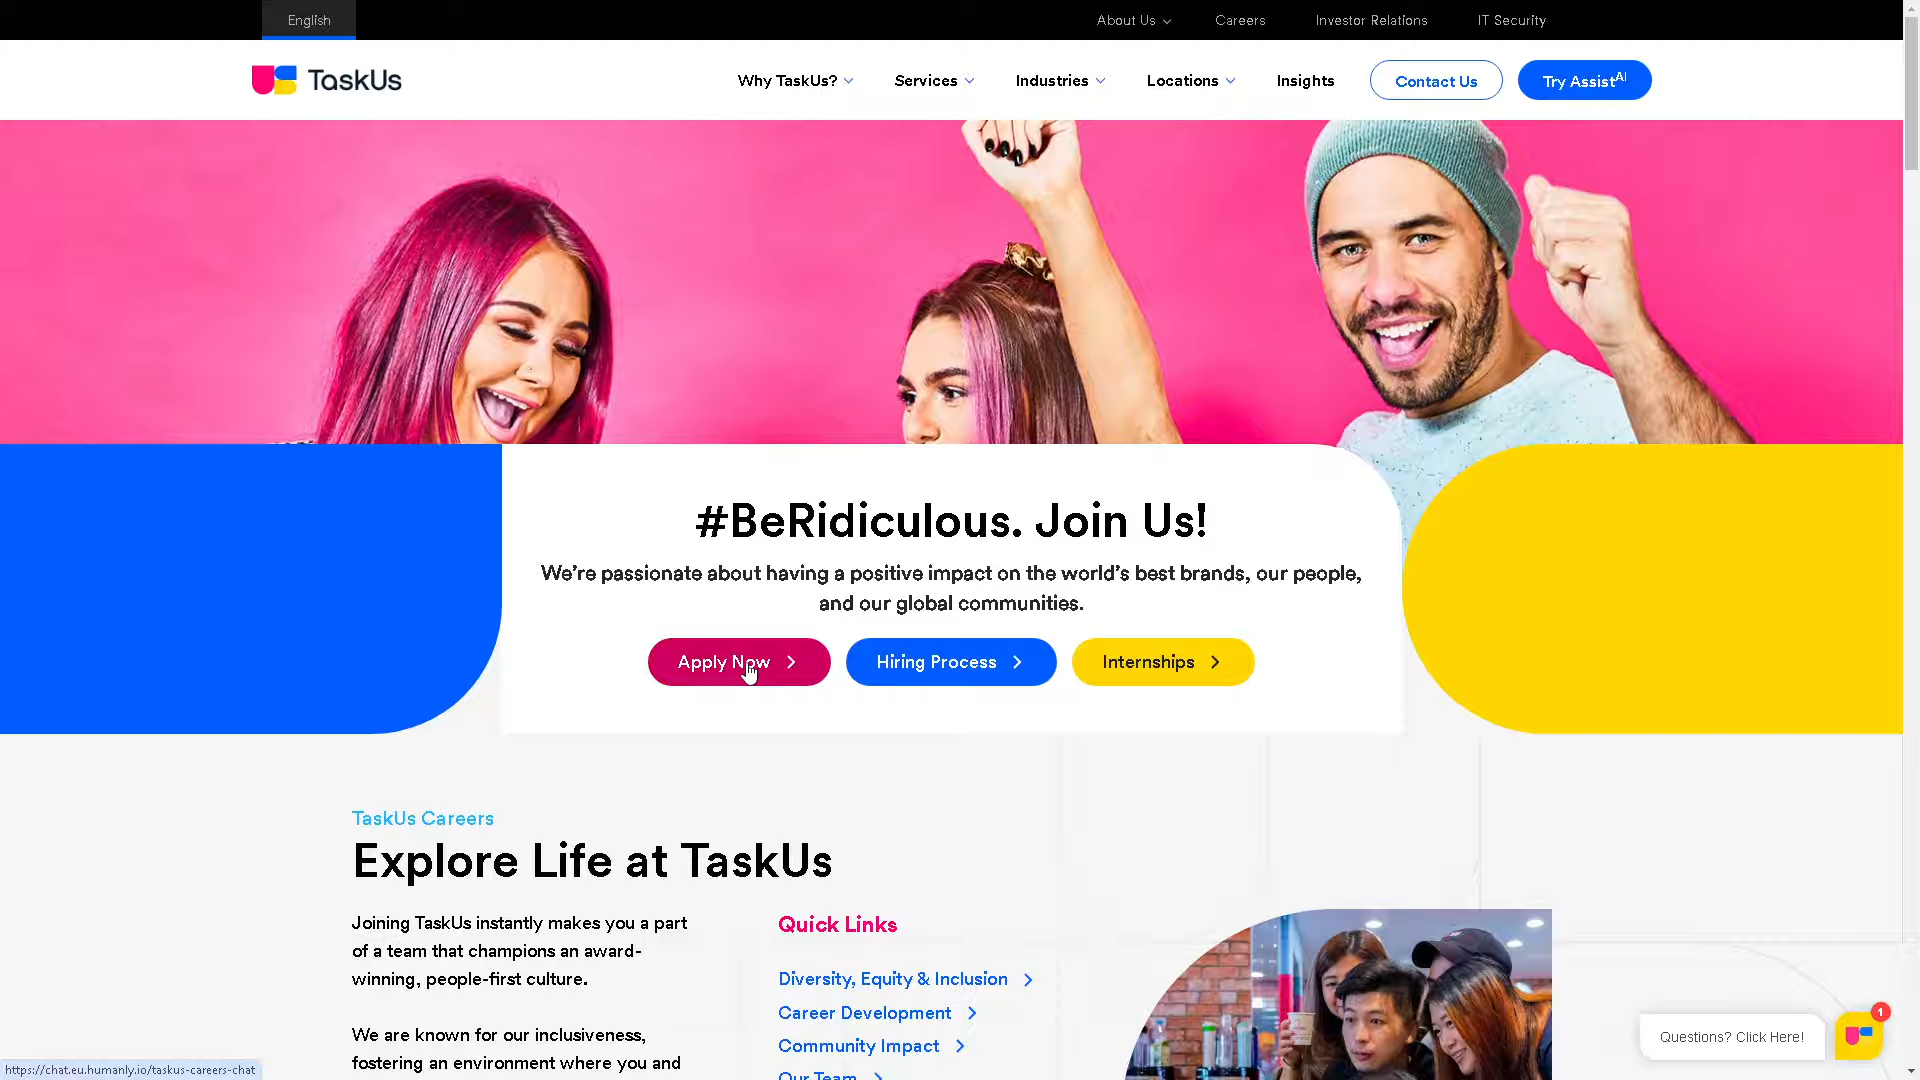 English
About Us
Careers
Investor Relations
IT Security
TaskUs
Why TaskUs?
Services
Industries
Locations
Insights
Contact Us
Try AssistAI
#BeRidiculous. Join Us!
We're passionate about having a positive impact on the world's best brands, our people,
and our global communities.
Apply Now
Hiring Process
Internships
TaskUs Careers
Explore Life at TaskUs
Joining TaskUs instantly makes you a part
of a team that champions an award-
winning, people-first culture.
We are known for our inclusiveness,
fostering an environment where you and
Quick Links
Diversity, Equity & Inclusion
Career Development
Community Impact
Our Team
1
Questions? Click Here!
https://chat.eu.humanly.io/taskus-careers-chat